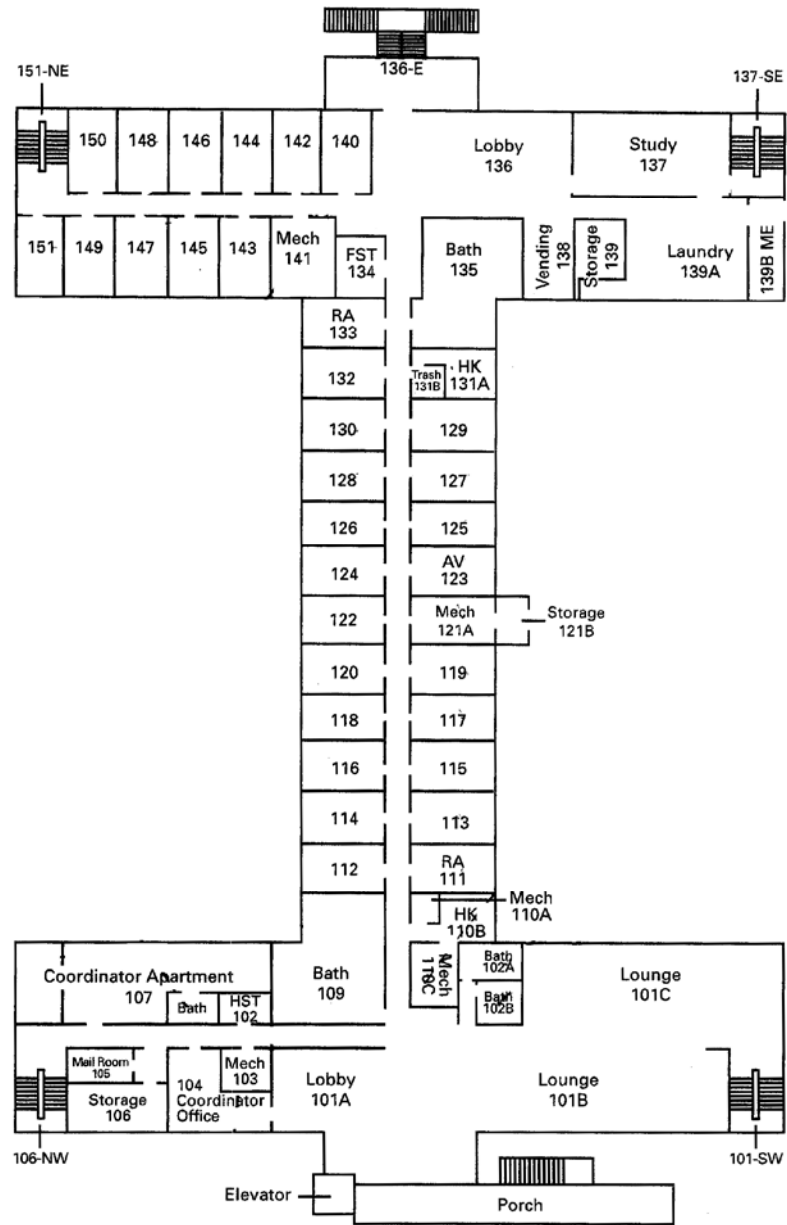 136-E
151-NE
137-SE
150
148
146
144
142
140
Lobby
136
Study
137
151
149
147
145
143
Mech
141
FST
134
Bath
135
Vending
138
Storage
139
Laundry
139A
139B ME
RA
133
132
Trash
131B
HK
131A
130
129
128
127
126
125
124
AV
123
122
Mech
121A
Storage
121B
120
119
118
117
116
115
114
113
112
RA
111
Mech
110A
HK
110B
Mech
110C
Coordinator Apartment
107
Bath
HST
102
Bath
109
Bath
102A
Bath
102B
Lounge
101C
Mail Room
105
Storage
106
104
Coordinator
Office
Mech
103
Lobby
101A
Lounge
101B
106-NW
101-SW
Elevator
Porch